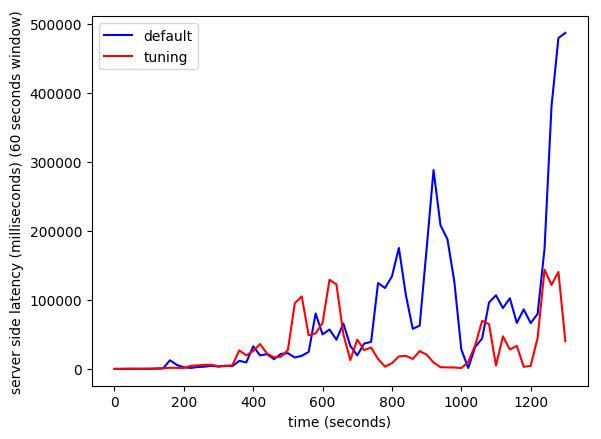 default
tuning
500000
400000
300000
200000
100000
0
0 200 400 600 800 1000 1200
time (seconds)
server side latency (milliseconds) (60 seconds window)